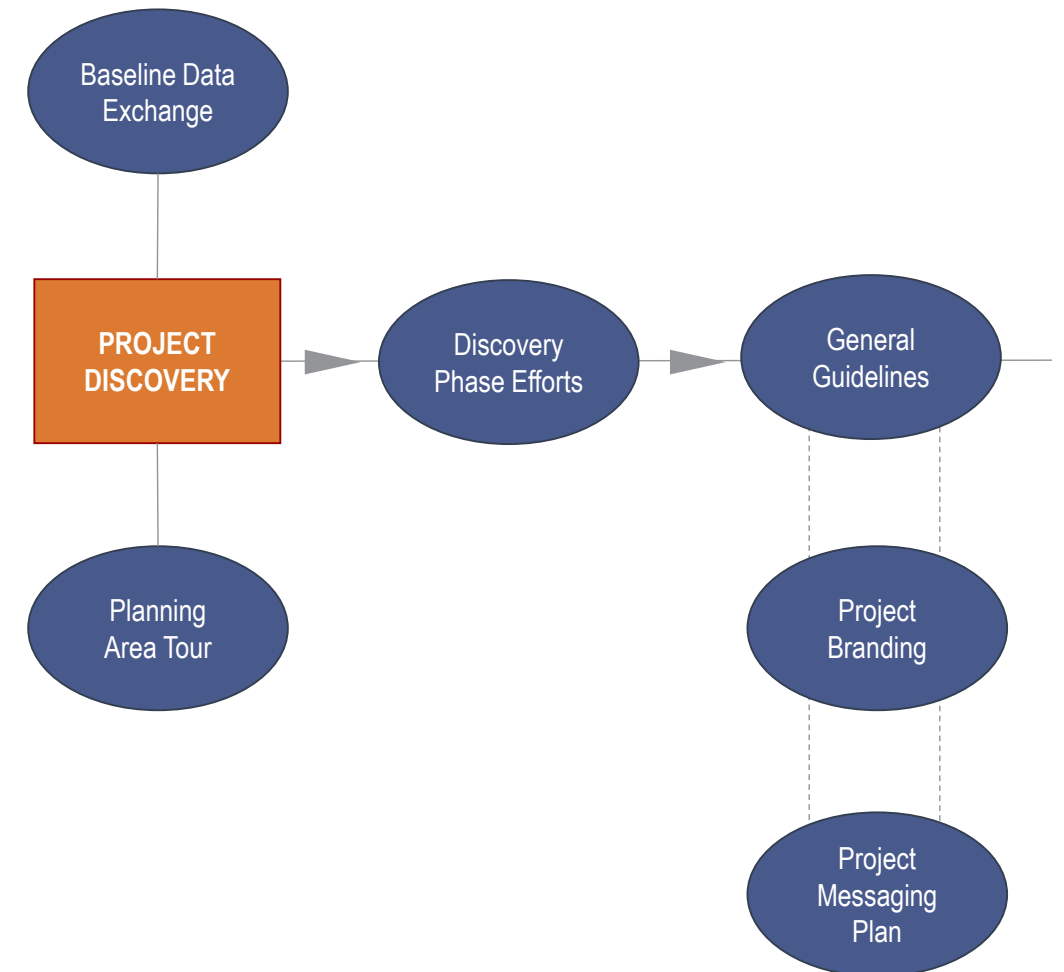 Baseline Data
Exchange
PROJECT
DISCOVERY
Discovery
Phase Efforts
General
Guidelines
Planning
Area Tour
Project
Branding
Project
Messaging
Plan